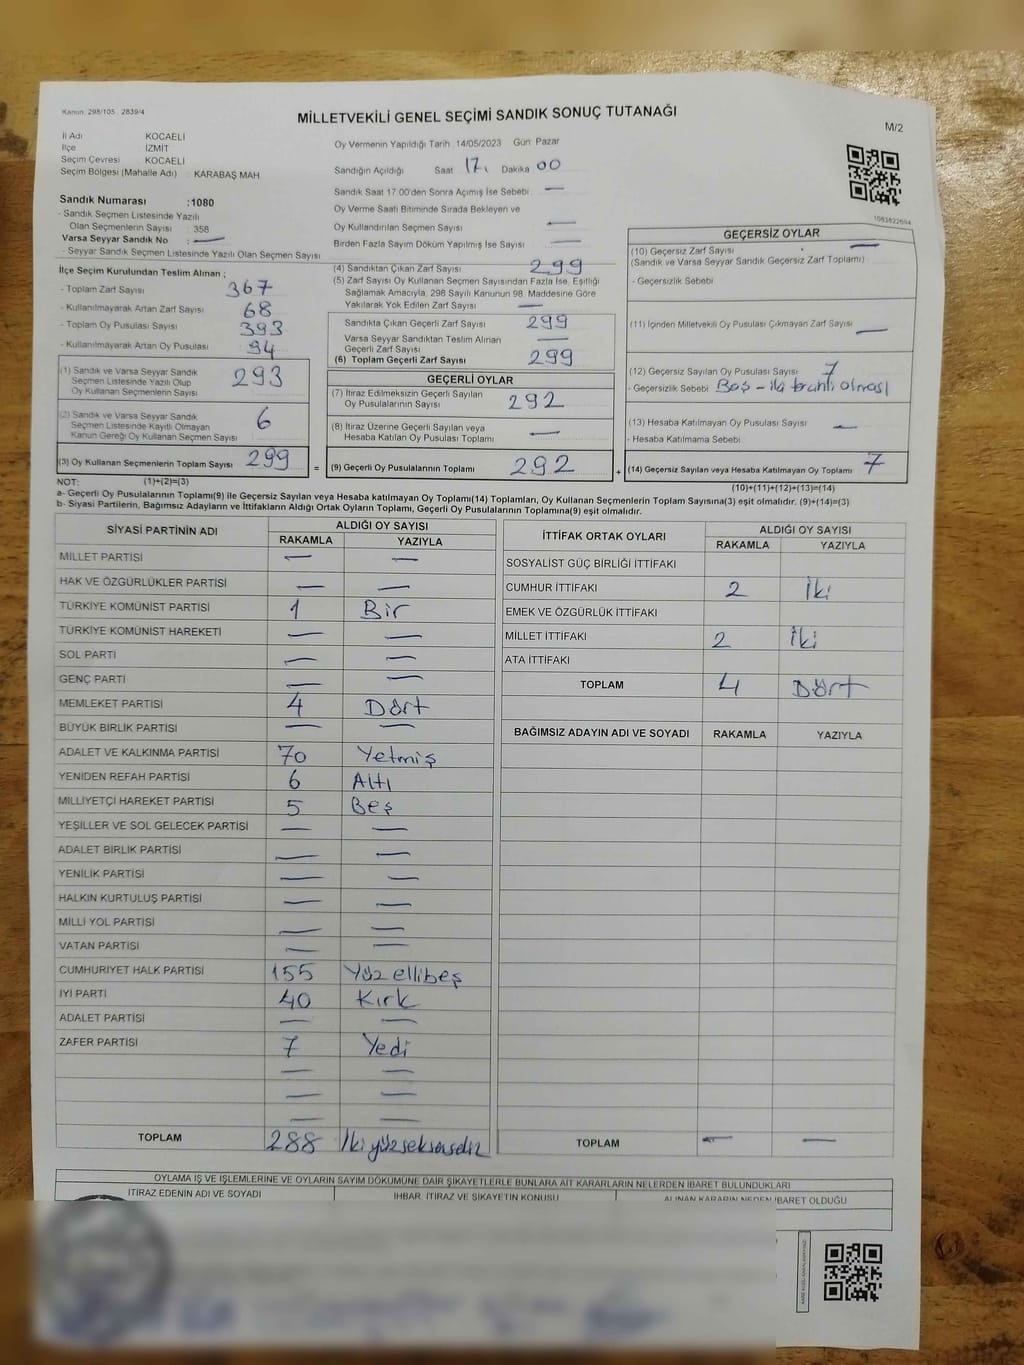 Kanun. 298/105 . 2839/4
MİLLETVEKİLİ GENEL SEÇİMİ SANDIK SONUÇ TUTANAĞI
M/2
İl Adı KOCAELİ
İlçe İZMİT
Seçim Çevresi KOCAELİ
Seçim Bölgesi (Mahalle Adı) : KARABAŞ MAH.
Sandık Numarası :1080
- Sandık Seçmen Listesinde Yazılı
Olan Seçmenlerin Sayısı : 358
Varsa Seyyar Sandık No : —
- Seyyar Sandık Seçmen Listesinde Yazılı Olan Seçmen Sayısı
Oy Vermenin Yapıldığı Tarih 14/05/2023 Gün: Pazar
Sandığın Açıldığı Saat 17. Dakika 00
Sandık Saat 17:00'den Sonra Açımış İse Sebebi —
Oy Verme Saati Bitiminde Sırada Bekleyen ve
Oy Kullandırılan Seçmen Sayısı —
Birden Fazla Sayım Döküm Yapılmış İse Sayısı —
İlçe Seçim Kurulundan Teslim Alınan ;
- Toplam Zarf Sayısı 367
- Kullanılmayarak Artan Zarf Sayısı 68
- Toplam Oy Pusulası Sayısı 393
- Kullanılmayarak Artan Oy Pusulası 94
(1) Sandık ve Varsa Seyyar Sandık
Seçmen Listesinde Yazılı Olup
Oy Kullanan Seçmenlerin Sayısı 293
(2) Sandık ve Varsa Seyyar Sandık
Seçmen Listesinde Kayıtlı Olmayan
Kanun Gereği Oy Kullanan Seçmen Sayısı 6
(3) Oy Kullanan Seçmenlerin Toplam Sayısı 299 =
(4) Sandıktan Çıkan Zarf Sayısı 299
(5) Zarf Sayısı Oy Kullanan Seçmen Sayısından Fazla İse, Eşitliği
Sağlamak Amacıyla, 298 Sayılı Kanunun 98. Maddesine Göre
Yakılarak Yok Edilen Zarf Sayısı —
Sandıkta Çıkan Geçerli Zarf Sayısı 299
Varsa Seyyar Sandıktan Teslim Alınan
Geçerli Zarf Sayısı —
(6) Toplam Geçerli Zarf Sayısı 299
GEÇERLİ OYLAR
(7) İtiraz Edilmeksizin Geçerli Sayılan
Oy Pusulalarının Sayısı 292
(8) İtiraz Üzerine Geçerli Sayılan veya
Hesaba Katılan Oy Pusulası Toplamı —
(9) Geçerli Oy Pusulalarının Toplamı 292 +
1083822694
GEÇERSİZ OYLAR
(10) Geçersiz Zarf Sayısı —
(Sandık ve Varsa Seyyar Sandık Geçersiz Zarf Toplamı)
- Geçersizlik Sebebi
(11) İçinden Milletvekili Oy Pusulası Çıkmayan Zarf Sayısı —
(12) Geçersiz Sayılan Oy Pusulası Sayısı 7
- Geçersizlik Sebebi Boş - olması
(13) Hesaba Katılmayan Oy Pusulası Sayısı —
- Hesaba Katılmama Sebebi
(14) Geçersiz Sayılan veya Hesaba Katılmayan Oy Toplamı 7
NOT: (1)+(2)=(3)
(10)+(11)+(12)+(13)=(14)
a- Geçerli Oy Pusulalarının Toplamı(9) ile Geçersiz Sayılan veya Hesaba katılmayan Oy Toplamı(14) Toplamları, Oy Kullanan Seçmenlerin Toplam Sayısına(3) eşit olmalıdır. (9)+(14)=(3)
b- Siyasi Partilerin, Bağımsız Adayların ve İttifakların Aldığı Ortak Oyların Toplamı, Geçerli Oy Pusulalarının Toplamına(9) eşit olmalıdır.
SİYASİ PARTİNİN ADI ALDIĞI OY SAYISI
RAKAMLA YAZIYLA
MİLLET PARTİSİ — —
HAK VE ÖZGÜRLÜKLER PARTİSİ — —
TÜRKİYE KOMÜNİST PARTİSİ 1 Bir
TÜRKİYE KOMÜNİST HAREKETİ — —
SOL PARTİ — —
GENÇ PARTİ — —
MEMLEKET PARTİSİ 4 Dört
BÜYÜK BİRLİK PARTİSİ — —
ADALET VE KALKINMA PARTİSİ 70 Yetmiş
YENİDEN REFAH PARTİSİ 6 Altı
MİLLİYETÇİ HAREKET PARTİSİ 5 Beş
YEŞİLLER VE SOL GELECEK PARTİSİ — —
ADALET BİRLİK PARTİSİ — —
YENİLİK PARTİSİ — —
HALKIN KURTULUŞ PARTİSİ — —
MİLLİ YOL PARTİSİ — —
VATAN PARTİSİ — —
CUMHURİYET HALK PARTİSİ 155 Yüz ellibeş
İYİ PARTİ 40 Kırk
ADALET PARTİSİ — —
ZAFER PARTİSİ 7 Yedi
— —
— —
— —
TOPLAM 288 İkiyüzseksensekiz
İTTİFAK ORTAK OYLARI ALDIĞI OY SAYISI
RAKAMLA YAZIYLA
SOSYALİST GÜÇ BİRLİĞİ İTTİFAKI
CUMHUR İTTİFAKI 2 İki
EMEK VE ÖZGÜRLÜK İTTİFAKI
MİLLET İTTİFAKI 2 İki
ATA İTTİFAKI
TOPLAM 4 Dört
BAĞIMSIZ ADAYIN ADI VE SOYADI RAKAMLA YAZIYLA
TOPLAM — —
OYLAMA İŞ VE İŞLEMLERİNE VE OYLARIN SAYIM DÖKÜMÜNE DAİR ŞİKAYETLERLE BUNLARA AİT KARARLARIN NELERDEN İBARET BULUNDUKLARI
İTİRAZ EDENİN ADI VE SOYADI İHBAR, İTİRAZ VE ŞİKAYETİN KONUSU ALINAN KARARIN NEDEN İBARET OLDUĞU